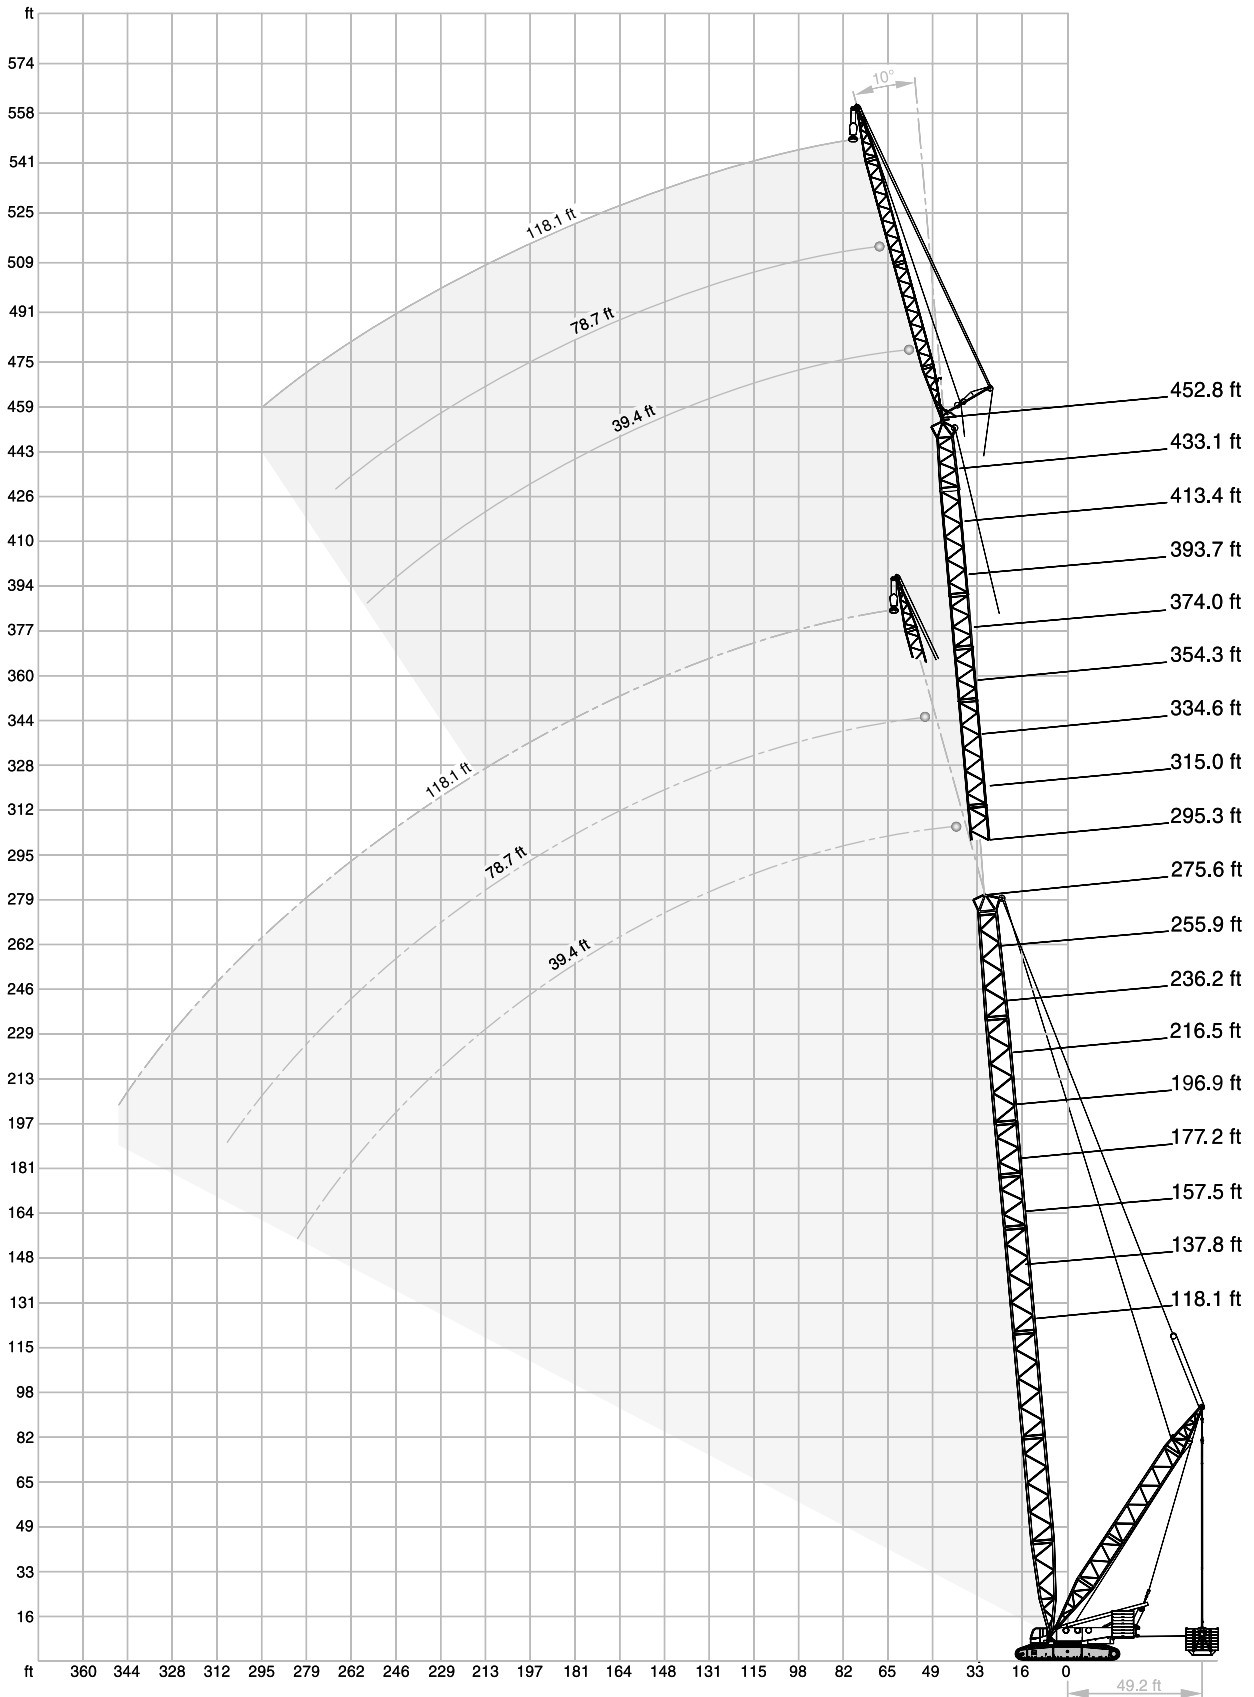 ft
574
558
541
525
509
491
475
459
443
426
410
394
377
360
344
328
312
295
279
262
246
229
213
197
181
164
148
131
115
98
82
65
49
33
16
ft 360 344 328 312 295 279 262 246 229 213 197 181 164 148 131 115 98 82 65 49 33 16 0
49.2 ft
10°
118.1 ft
78.7 ft
39.4 ft
118.1 ft
78.7 ft
39.4 ft
452.8 ft
433.1 ft
413.4 ft
393.7 ft
374.0 ft
354.3 ft
334.6 ft
315.0 ft
295.3 ft
275.6 ft
255.9 ft
236.2 ft
216.5 ft
196.9 ft
177.2 ft
157.5 ft
137.8 ft
118.1 ft